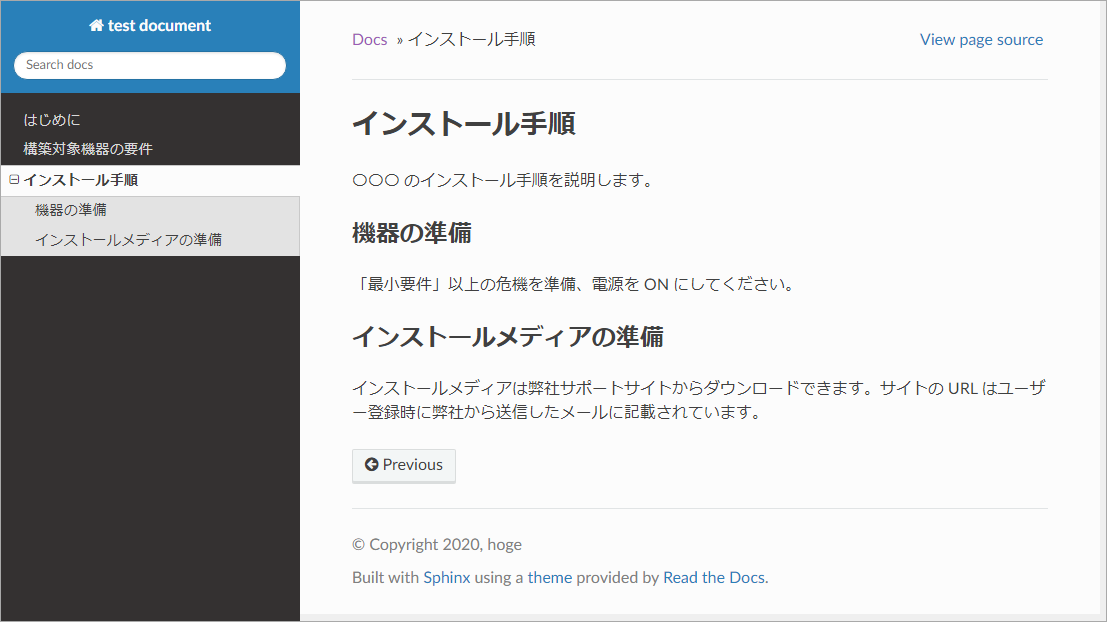 test document
Search docs
はじめに
構築対象機器の要件
インストール手順
機器の準備
インストールメディアの準備
Docs » インストール手順
View page source
インストール手順
〇〇〇 のインストール手順を説明します。
機器の準備
「最小要件」以上の危機を準備、電源を ON にしてください。
インストールメディアの準備
インストールメディアは弊社サポートサイトからダウンロードできます。サイトの URL はユーザ
ー登録時に弊社から送信したメールに記載されています。
Previous
© Copyright 2020, hoge
Built with Sphinx using a theme provided by Read the Docs.